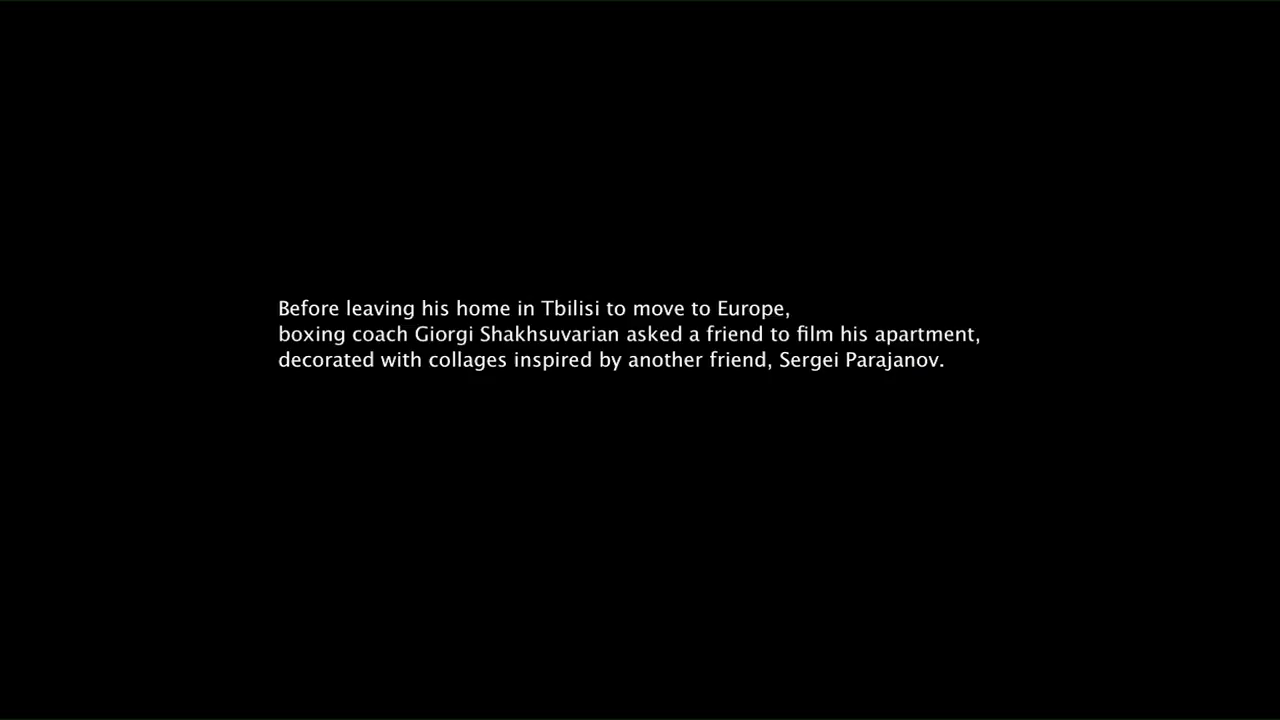 Before leaving his home in Tbilisi to move to Europe,
boxing coach Giorgi Shakhsuvarian asked a friend to film his apartment,
decorated with collages inspired by another friend, Sergei Parajanov.